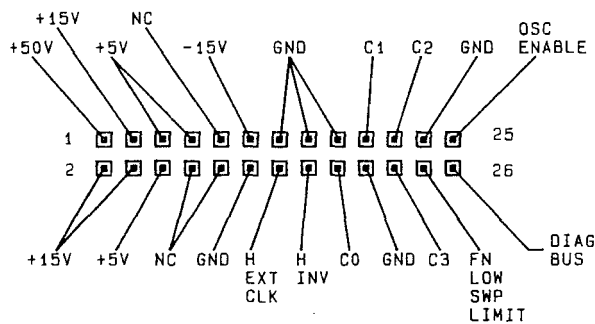 +15V NC OSC
+50V +5V -15V GND C1 C2 GND ENABLE
1 25
2 26
+15V +5V NC GND H H C0 GND C3 FN DIAG
EXT INV LOW BUS
CLK SWP
LIMIT